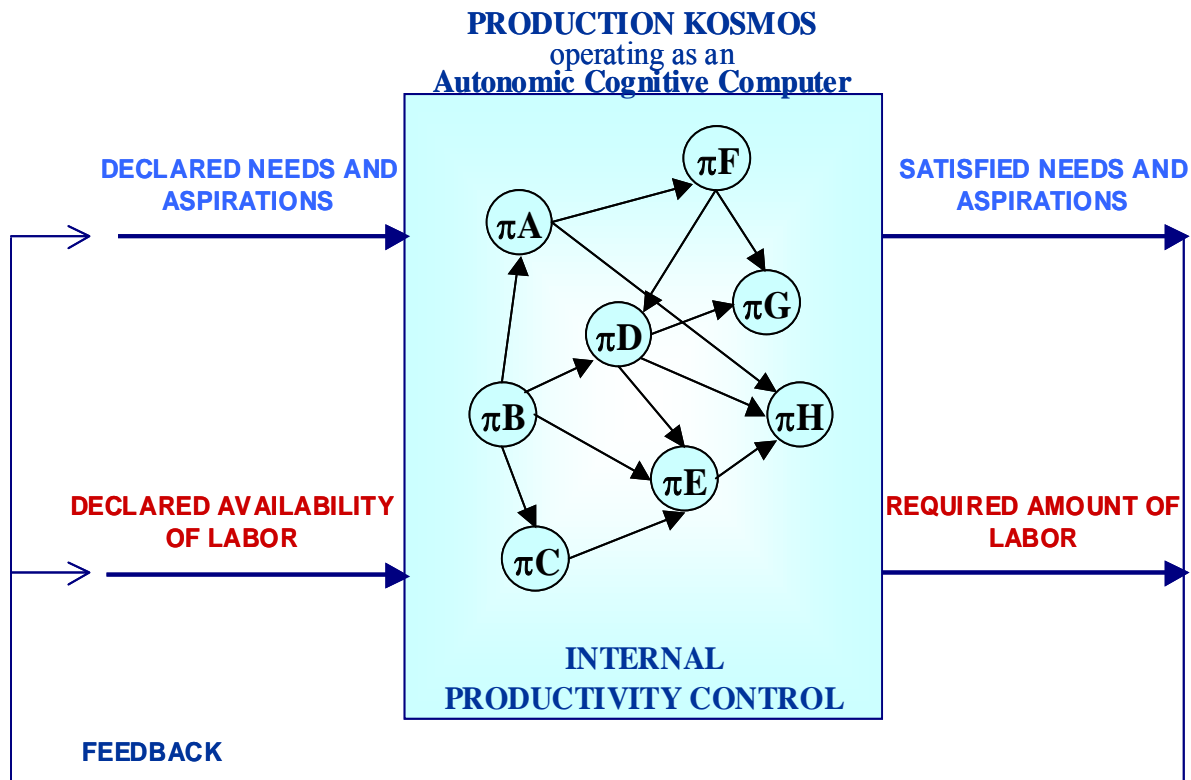 PRODUCTION KOSMOS
operating as an
Autonomic Cognitive Computer
DECLARED NEEDS AND
ASPIRATIONS
SATISFIED NEEDS AND
ASPIRATIONS
πF
πA
πG
πD
πB
πH
πE
πC
DECLARED AVAILABILITY
OF LABOR
REQUIRED AMOUNT OF
LABOR
INTERNAL
PRODUCTIVITY CONTROL
FEEDBACK